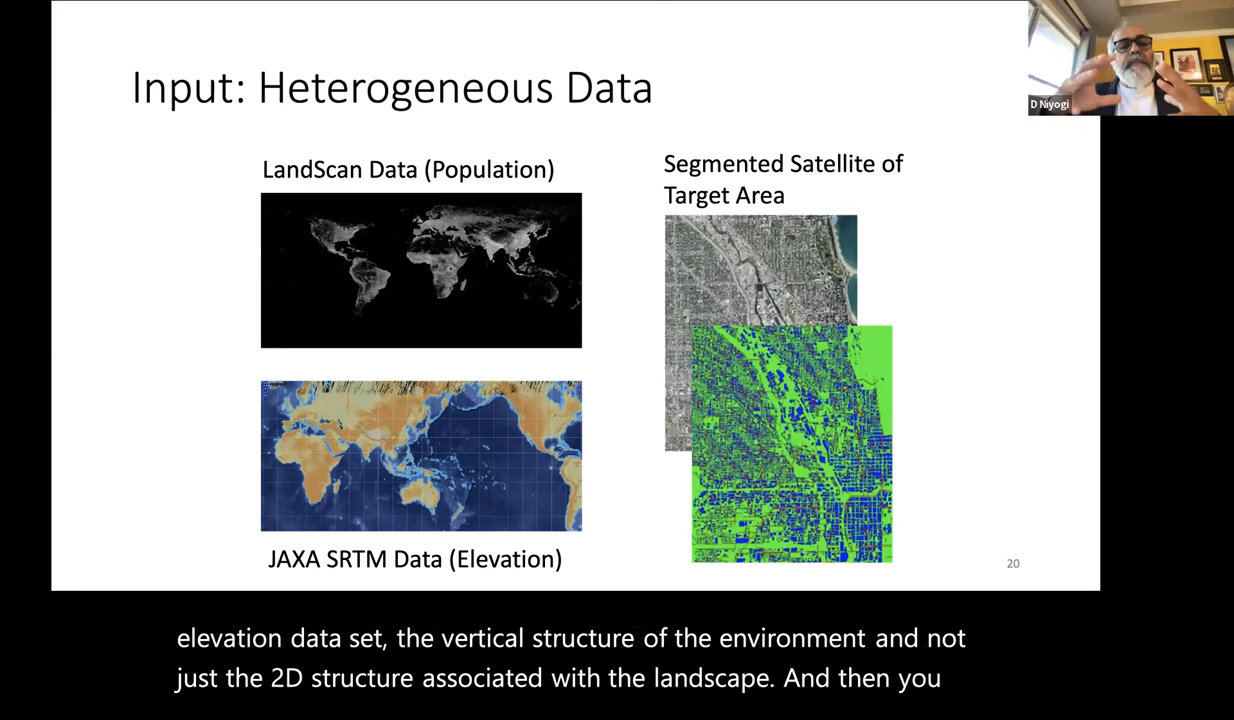 Input: Heterogeneous Data
D Niyogi
LandScan Data (Population)
Segmented Satellite of
Target Area
JAXA SRTM Data (Elevation)
20
elevation data set, the vertical structure of the environment and not
just the 2D structure associated with the landscape. And then you